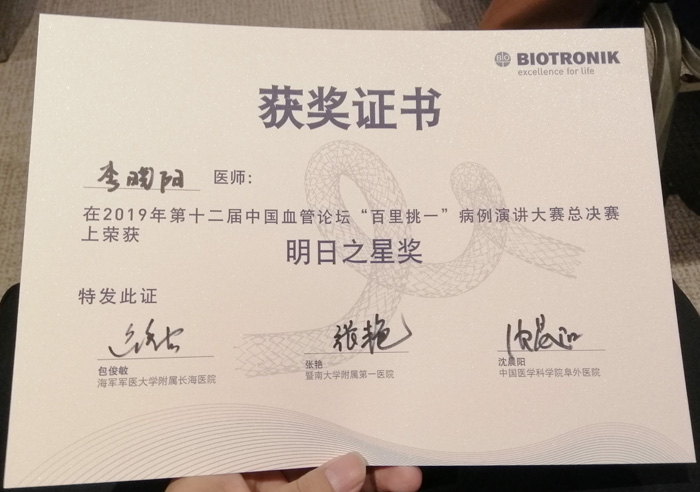 BIOTRONIK
excellence for life
获奖证书
李晓阳 医师:
在2019年第十二届中国血管论坛“百里挑一”病例演讲大赛总决赛
上荣获
明日之星奖
特发此证
张艳
包俊敏 张艳 沈晨阳
海军军医大学附属长海医院 暨南大学附属第一医院 中国医学科学院阜外医院